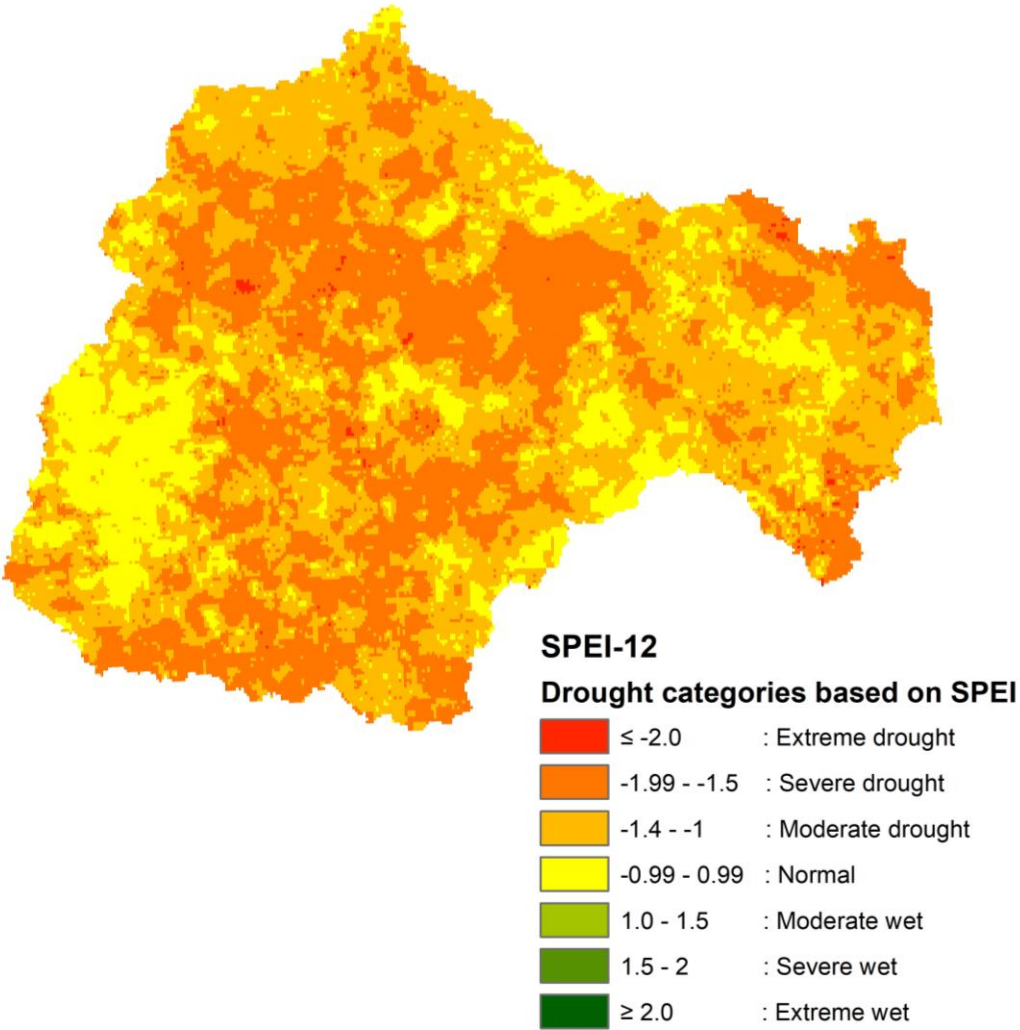 SPEI-12
Drought categories based on SPEI
≤ -2.0 : Extreme drought
-1.99 - -1.5 : Severe drought
-1.4 - -1 : Moderate drought
-0.99 - 0.99 : Normal
1.0 - 1.5 : Moderate wet
1.5 - 2 : Severe wet
≥ 2.0 : Extreme wet